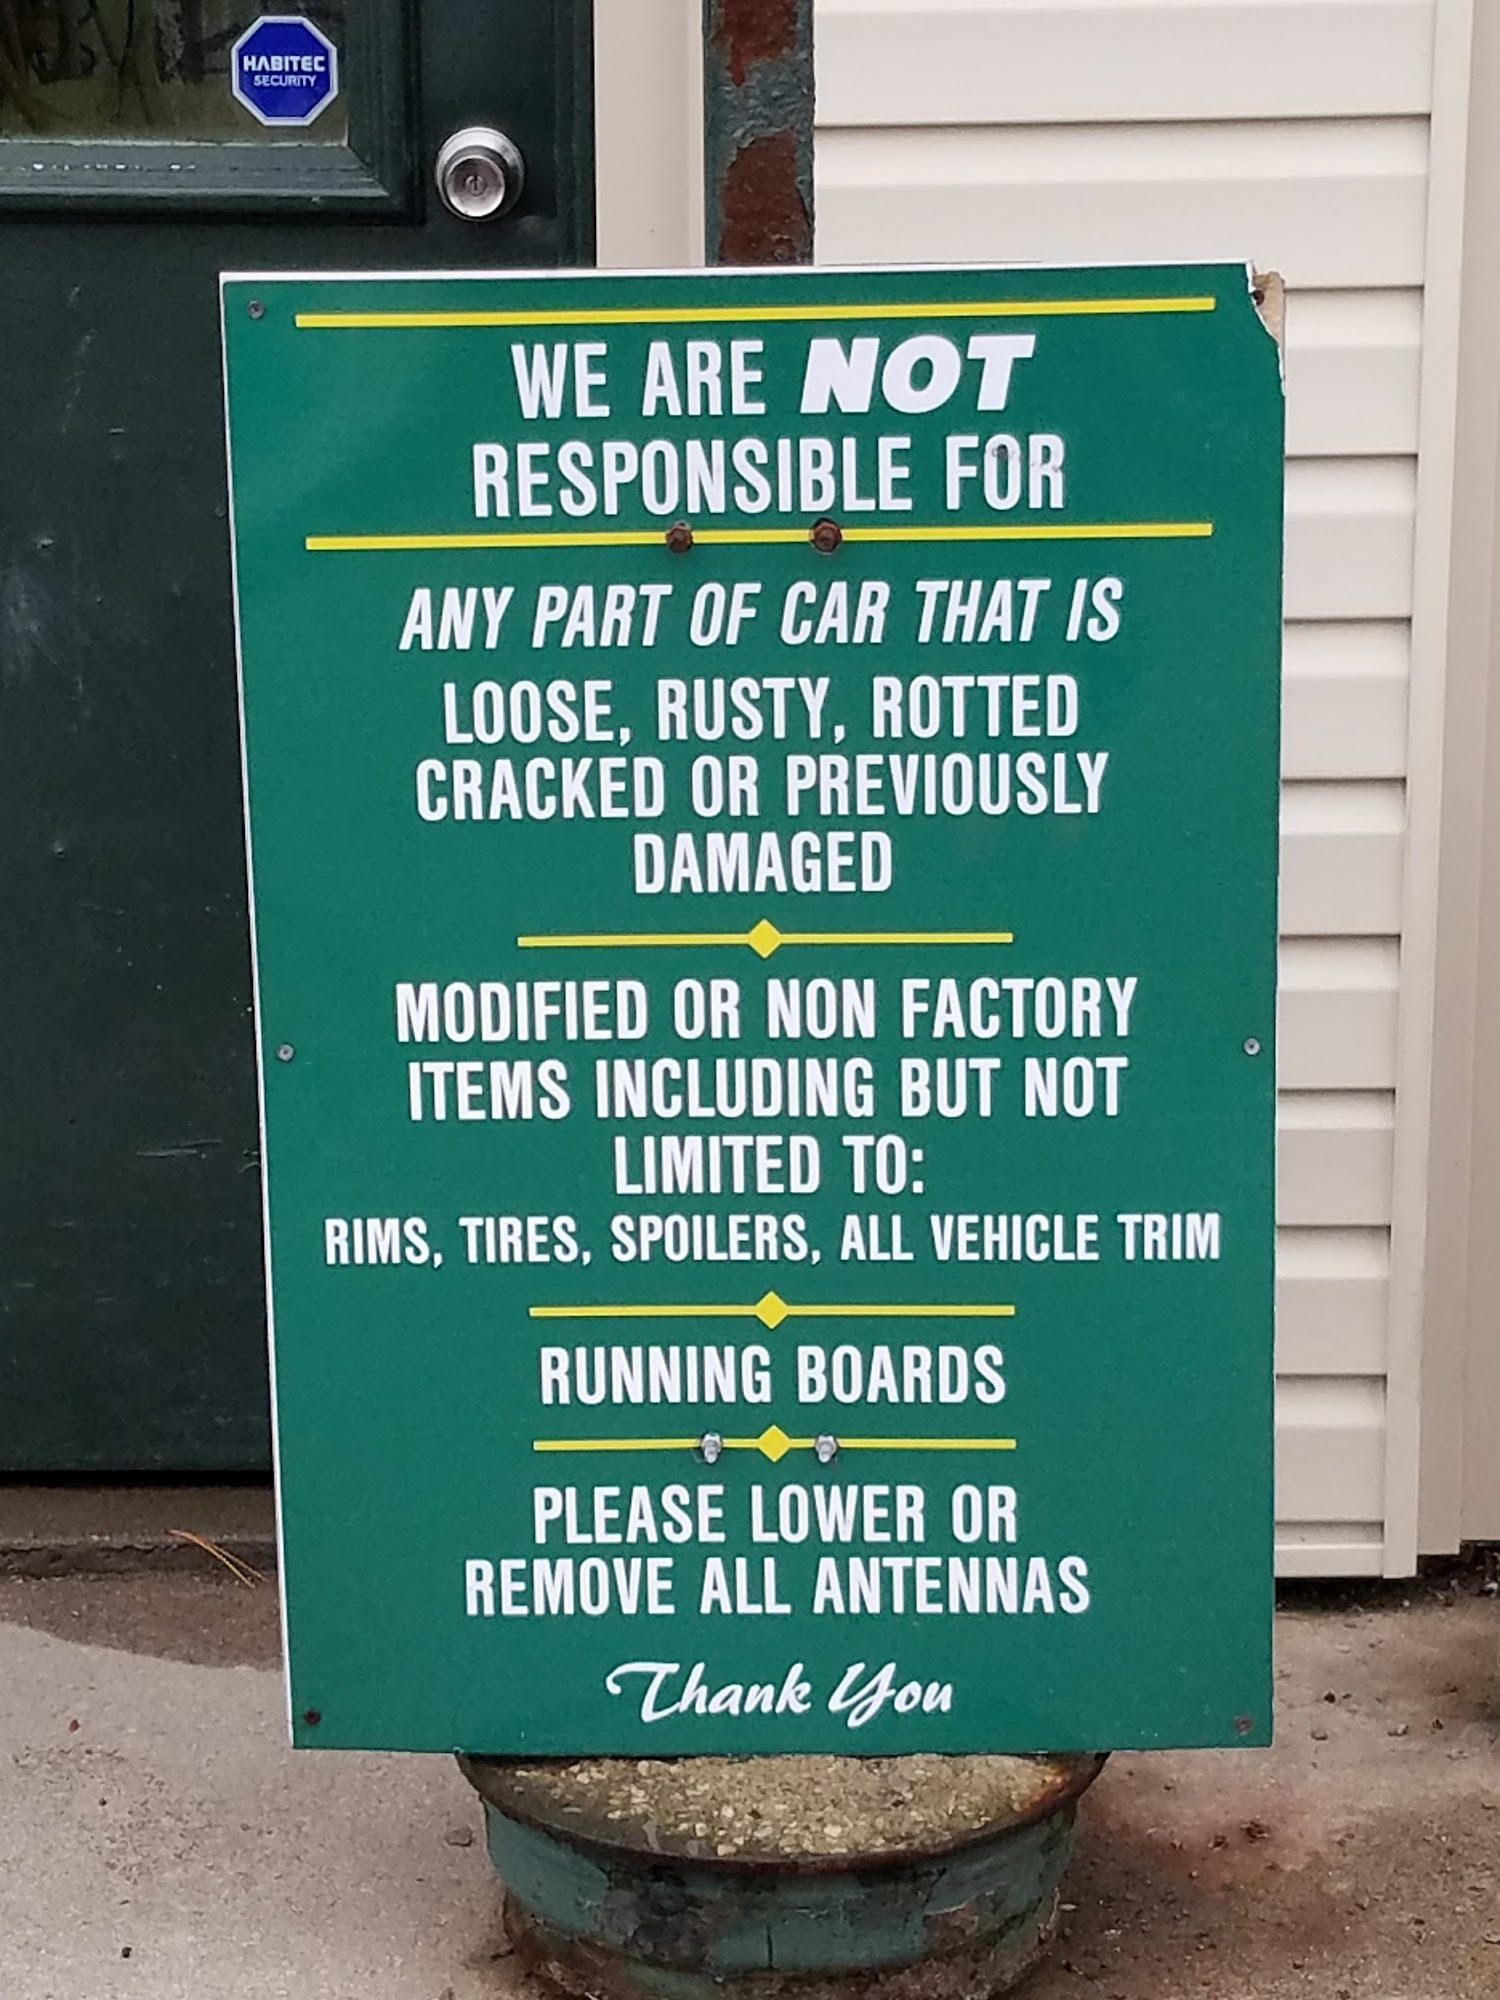 HABITEC
SECURITY
WE ARE NOT
RESPONSIBLE FOR
ANY PART OF CAR THAT IS
LOOSE, RUSTY, ROTTED
CRACKED OR PREVIOUSLY
DAMAGED
MODIFIED OR NON FACTORY
ITEMS INCLUDING BUT NOT
LIMITED TO:
RIMS, TIRES, SPOILERS, ALL VEHICLE TRIM
RUNNING BOARDS
PLEASE LOWER OR
REMOVE ALL ANTENNAS
Thank You